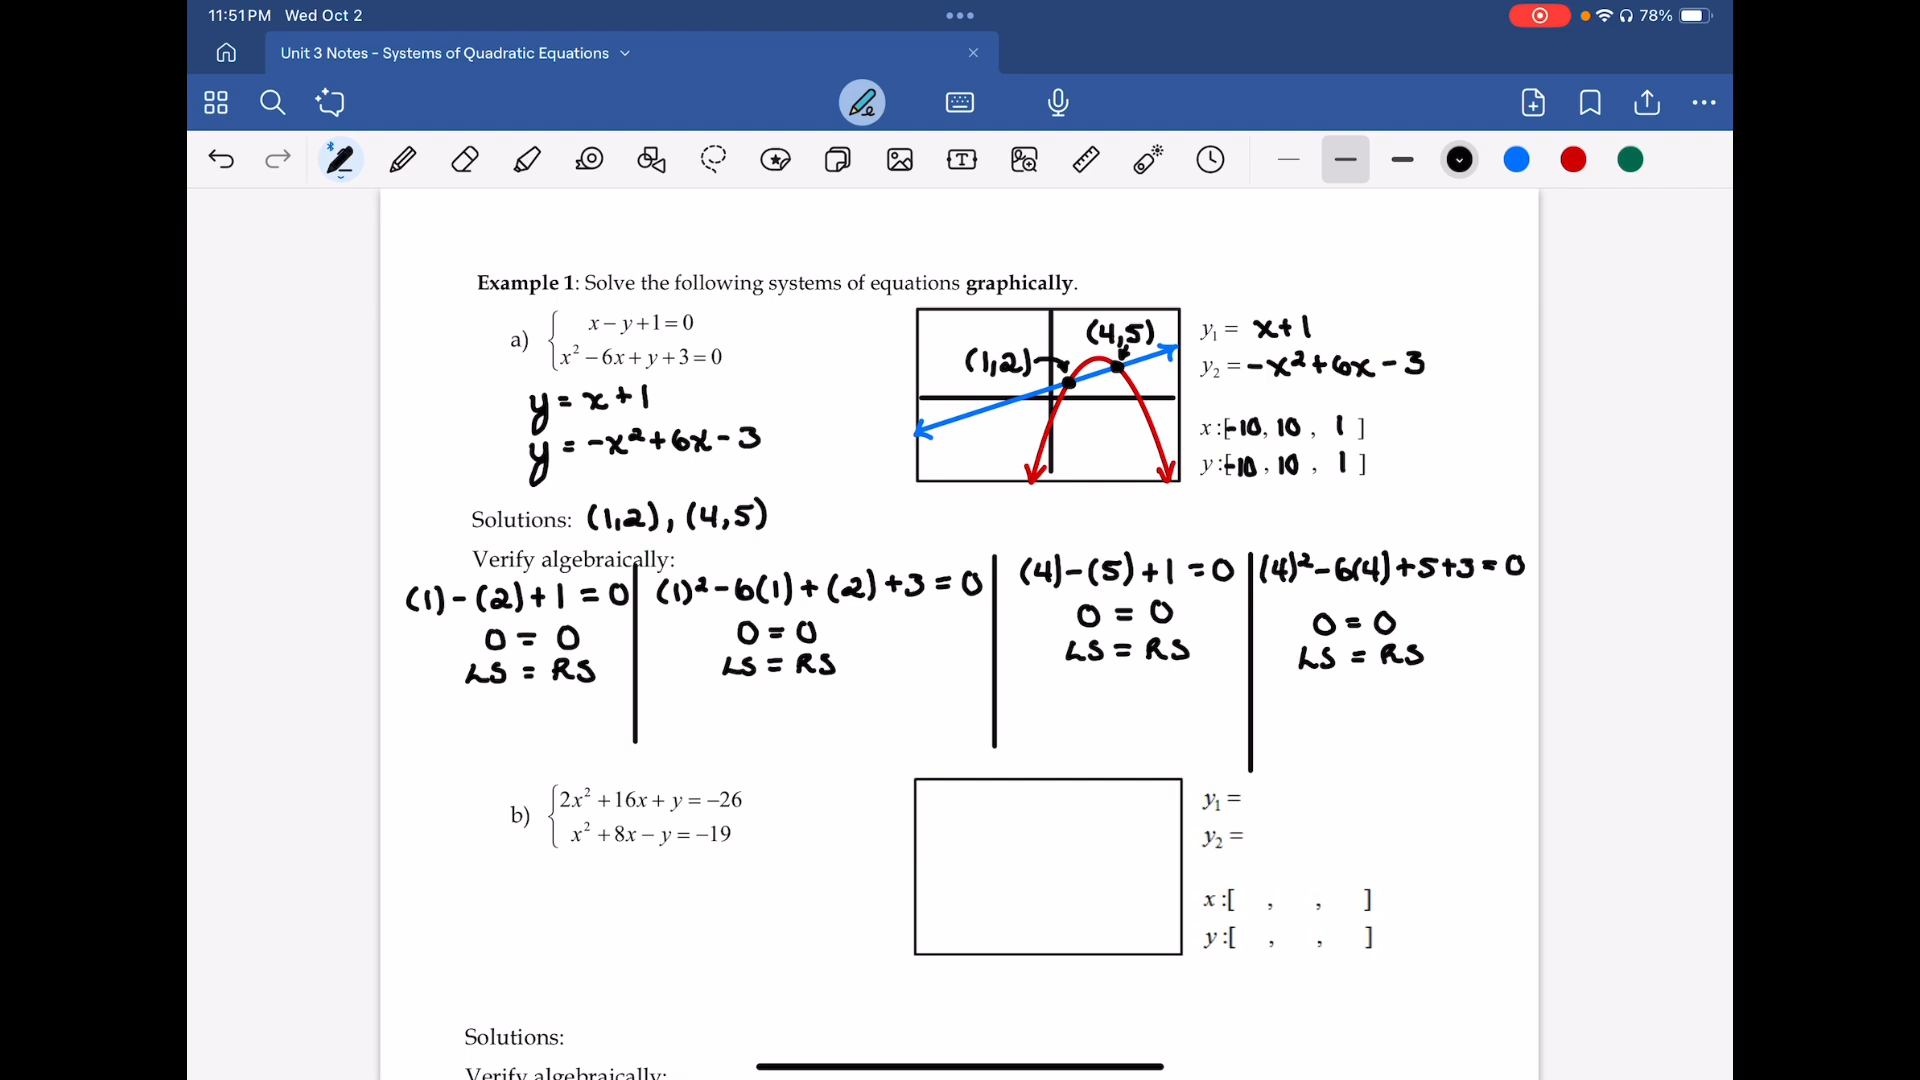 11:51 PM Wed Oct 2
78%
Unit 3 Notes - Systems of Quadratic Equations
Example 1: Solve the following systems of equations graphically.
a) { x − y + 1 = 0
x² − 6x + y + 3 = 0
y = x + 1
y = -x² + 6x - 3
(1,2)
(4,5)
y₁ = x + 1
y₂ = -x² + 6x - 3
x:[-10, 10, 1 ]
y:[-10, 10, 1 ]
Solutions: (1,2), (4,5)
Verify algebraically:
(1) - (2) + 1 = 0
0 = 0
LS = RS
(1)² - 6(1) + (2) + 3 = 0
0 = 0
LS = RS
(4) - (5) + 1 = 0
0 = 0
LS = RS
(4)² - 6(4) + 5 + 3 = 0
0 = 0
LS = RS
b) { 2x² + 16x + y = −26
x² + 8x − y = −19
y₁ =
y₂ =
x:[ , , ]
y:[ , , ]
Solutions:
Verify algebraically: